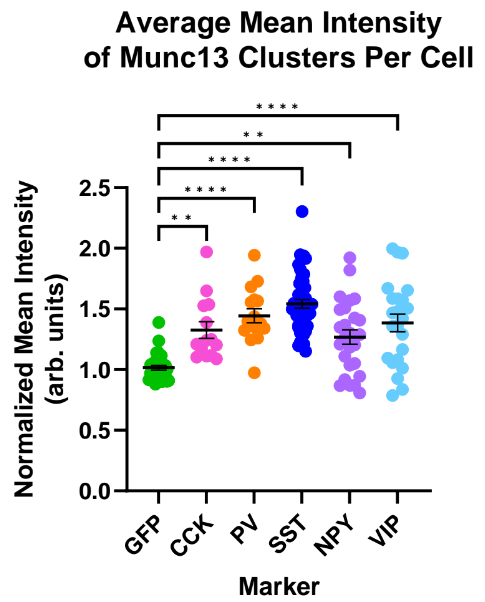 Average Mean Intensity
of Munc13 Clusters Per Cell
****
**
****
****
**
Normalized Mean Intensity
(arb. units)
2.5
2.0
1.5
1.0
0.5
0.0
GFP
CCK
PV
SST
NPY
VIP
Marker